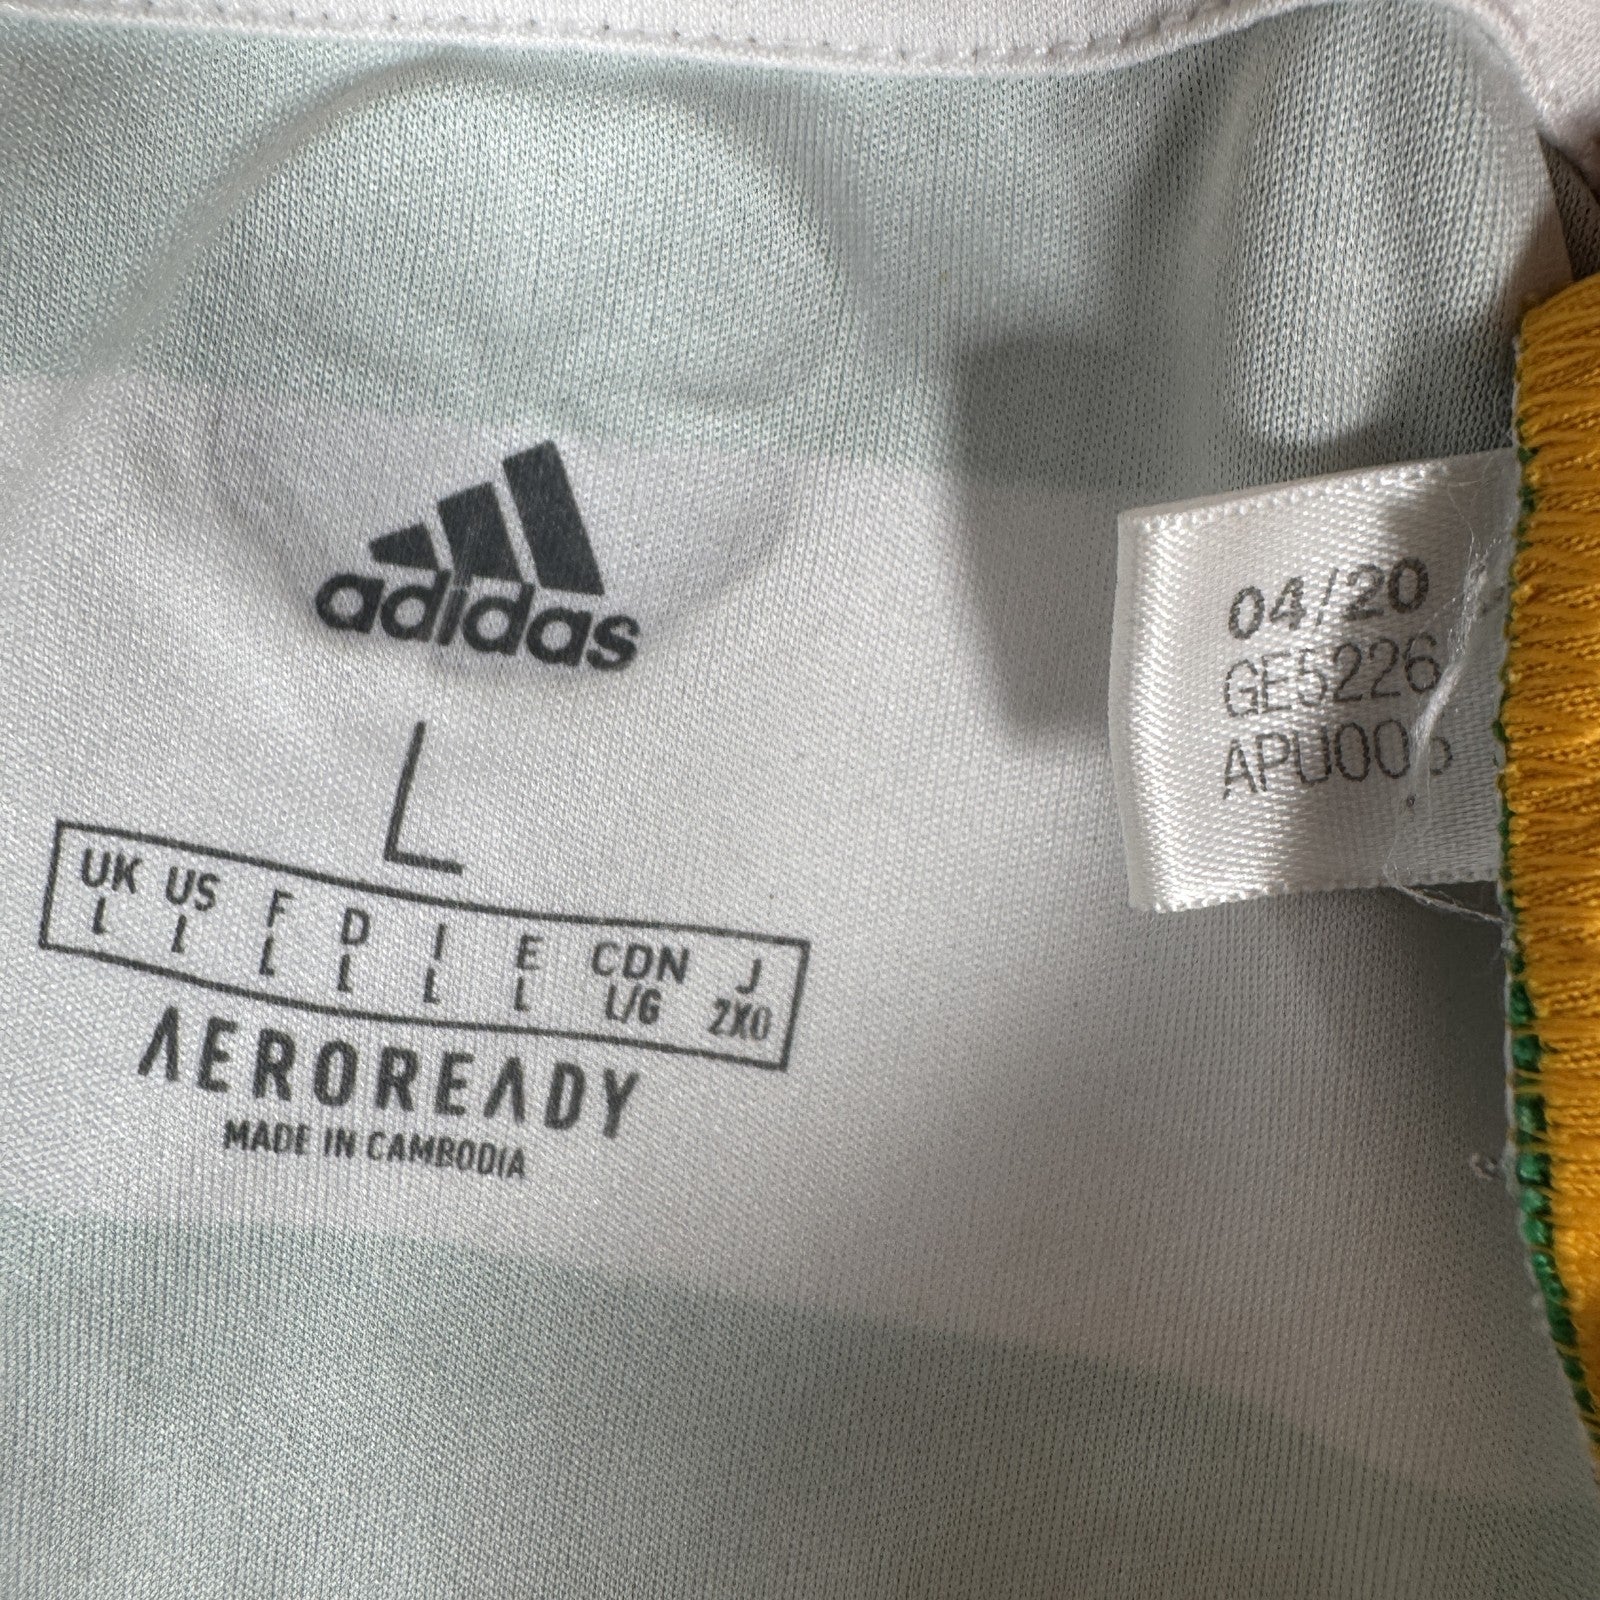 adidas
L
UK US F D I E CDN J
L L L L L L L/G 2XO
AEROREADY
MADE IN CAMBODIA
04/20
GE5226